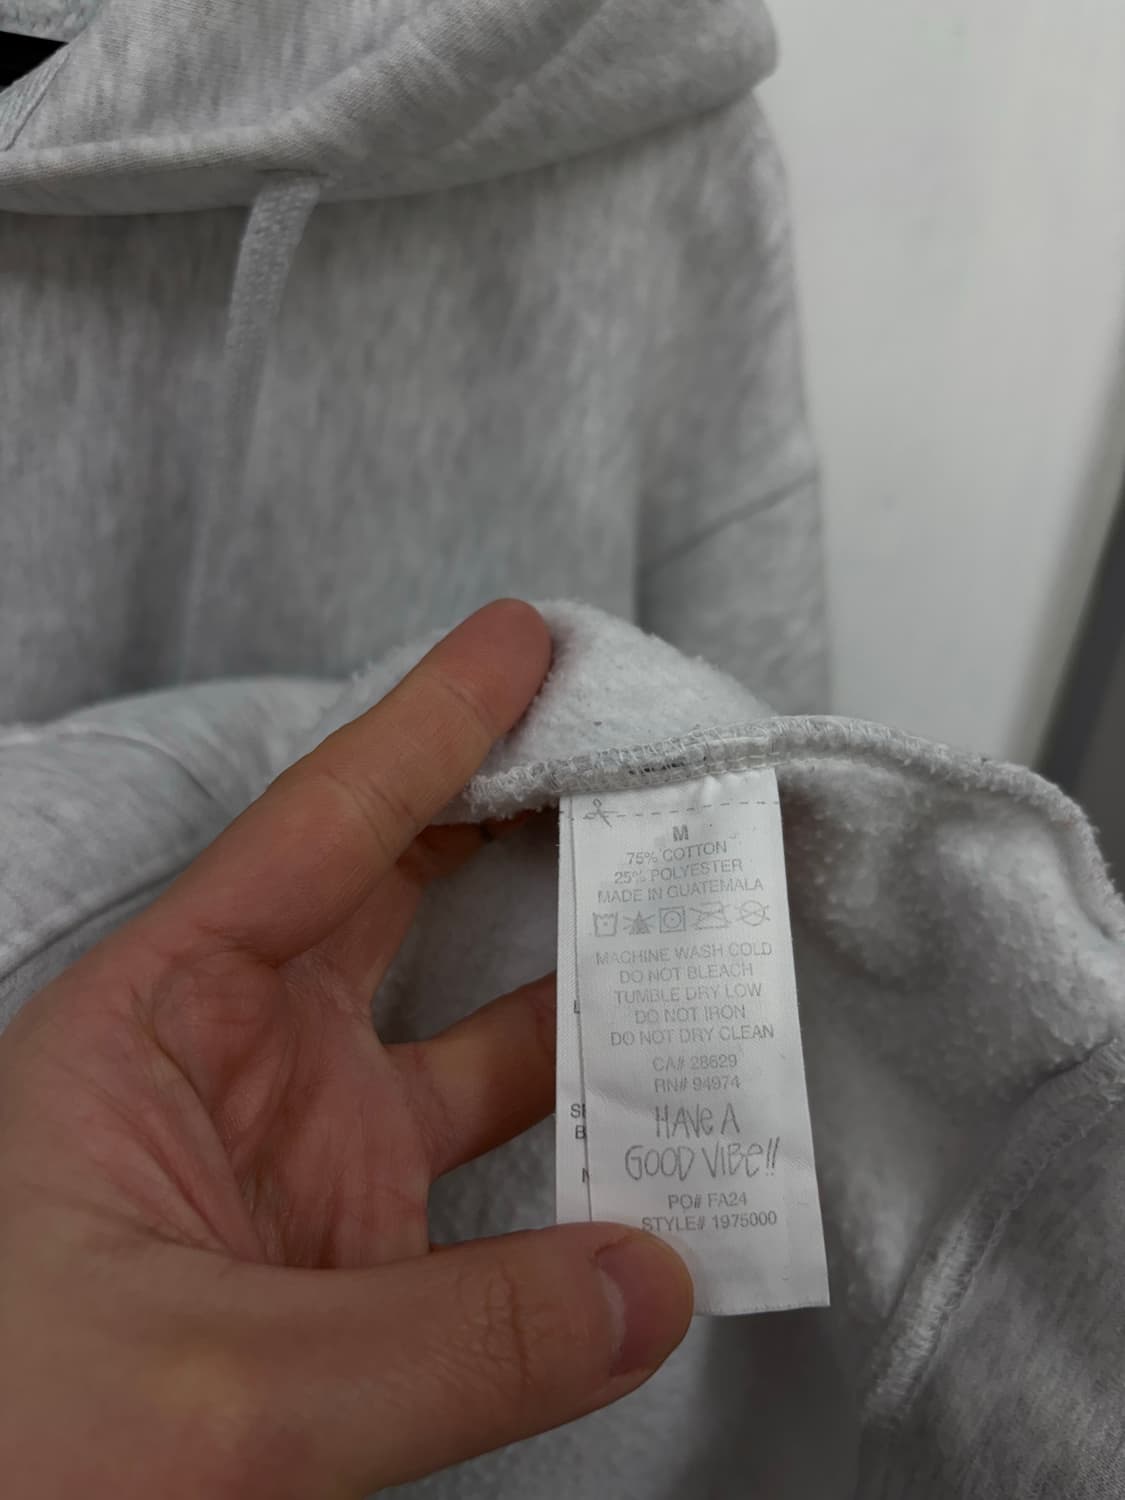 M
75% COTTON
25% POLYESTER
MADE IN GUATEMALA
MACHINE WASH COLD
DO NOT BLEACH
TUMBLE DRY LOW
DO NOT IRON
DO NOT DRY CLEAN
CA# 28629
RN# 94974
HAVE A
GOOD VIBE!!
PO# FA24
STYLE# 1975000